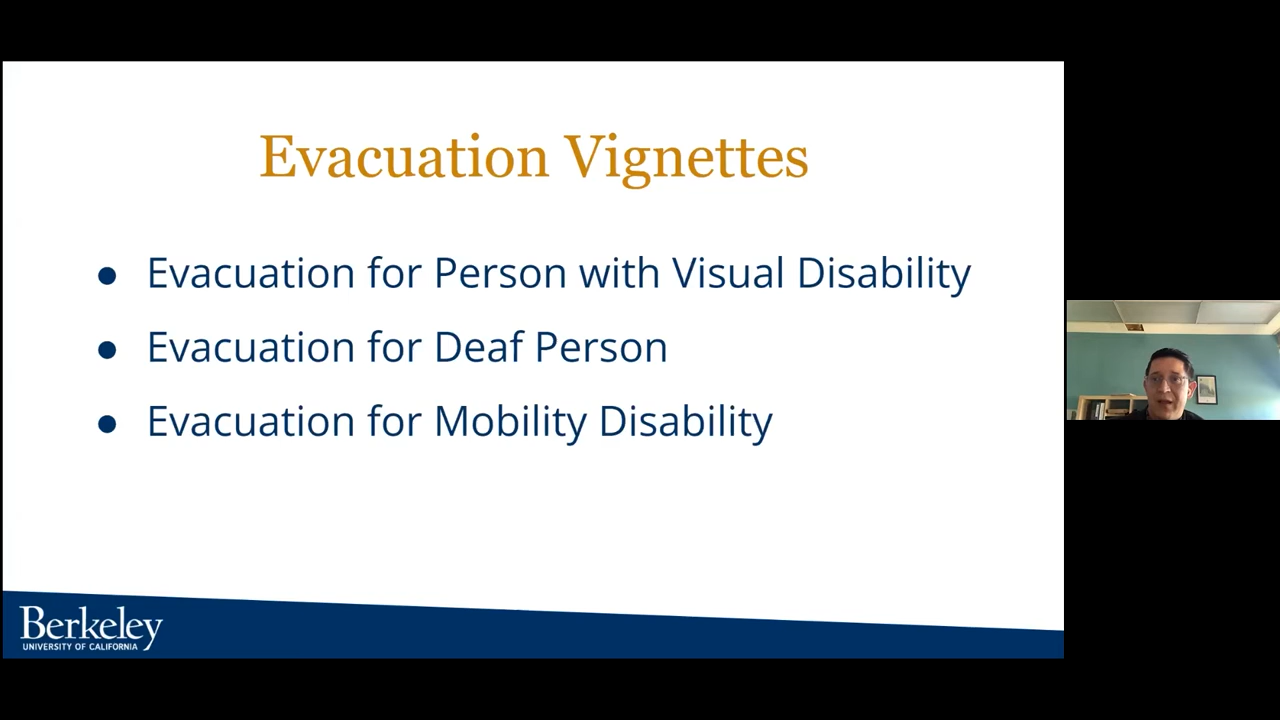 Evacuation Vignettes
● Evacuation for Person with Visual Disability
● Evacuation for Deaf Person
● Evacuation for Mobility Disability
Berkeley
UNIVERSITY OF CALIFORNIA